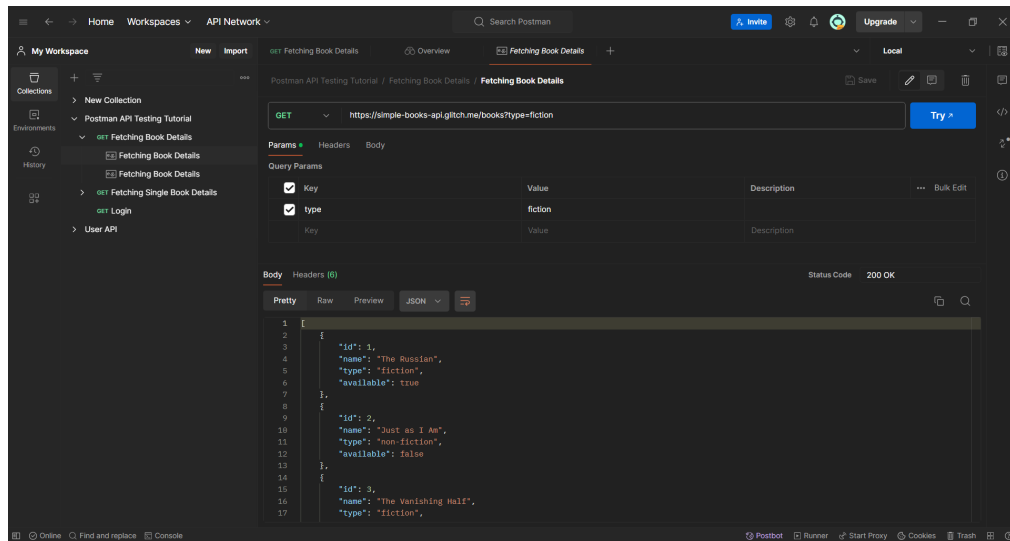 Home Workspaces API Network Search Postman Invite Upgrade
My Workspace New Import GET Fetching Book Details Overview e.g. Fetching Book Details Local
Collections
Environments
History
New Collection
Postman API Testing Tutorial
GET Fetching Book Details
e.g. Fetching Book Details
e.g. Fetching Book Details
GET Fetching Single Book Details
GET Login
User API
Postman API Testing Tutorial / Fetching Book Details / Fetching Book Details Save
GET https://simple-books-api.glitch.me/books?type=fiction Try
Params Headers Body
Query Params
Key Value Description Bulk Edit
type fiction
Key Value Description
Body Headers (6) Status Code 200 OK
Pretty Raw Preview JSON
1 [
2 {
3 "id": 1,
4 "name": "The Russian",
5 "type": "fiction",
6 "available": true
7 },
8 {
9 "id": 2,
10 "name": "Just as I Am",
11 "type": "non-fiction",
12 "available": false
13 },
14 {
15 "id": 3,
16 "name": "The Vanishing Half",
17 "type": "fiction",
Online Find and replace Console Postbot Runner Start Proxy Cookies Trash